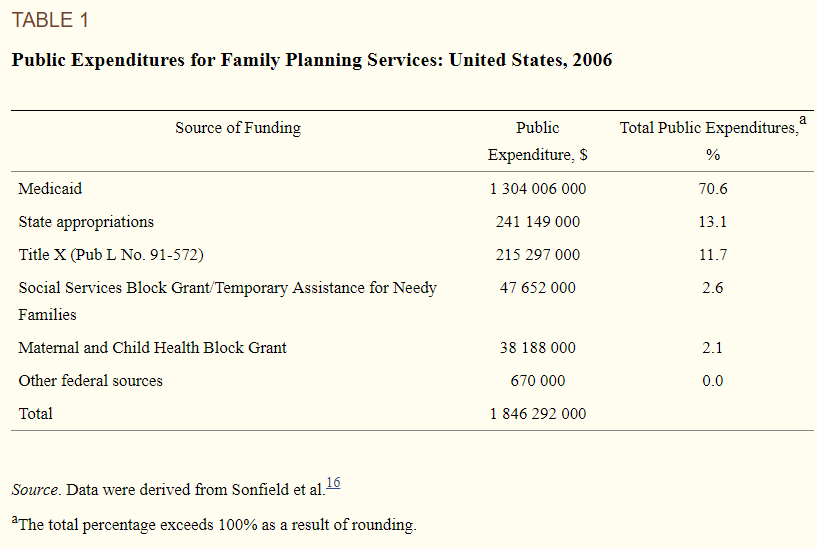 TABLE 1
Public Expenditures for Family Planning Services: United States, 2006
Source of Funding Public Expenditure, $ Total Public Expenditures,a %
Medicaid 1 304 006 000 70.6
State appropriations 241 149 000 13.1
Title X (Pub L No. 91-572) 215 297 000 11.7
Social Services Block Grant/Temporary Assistance for Needy 47 652 000 2.6
Families
Maternal and Child Health Block Grant 38 188 000 2.1
Other federal sources 670 000 0.0
Total 1 846 292 000
Source. Data were derived from Sonfield et al.16
aThe total percentage exceeds 100% as a result of rounding.